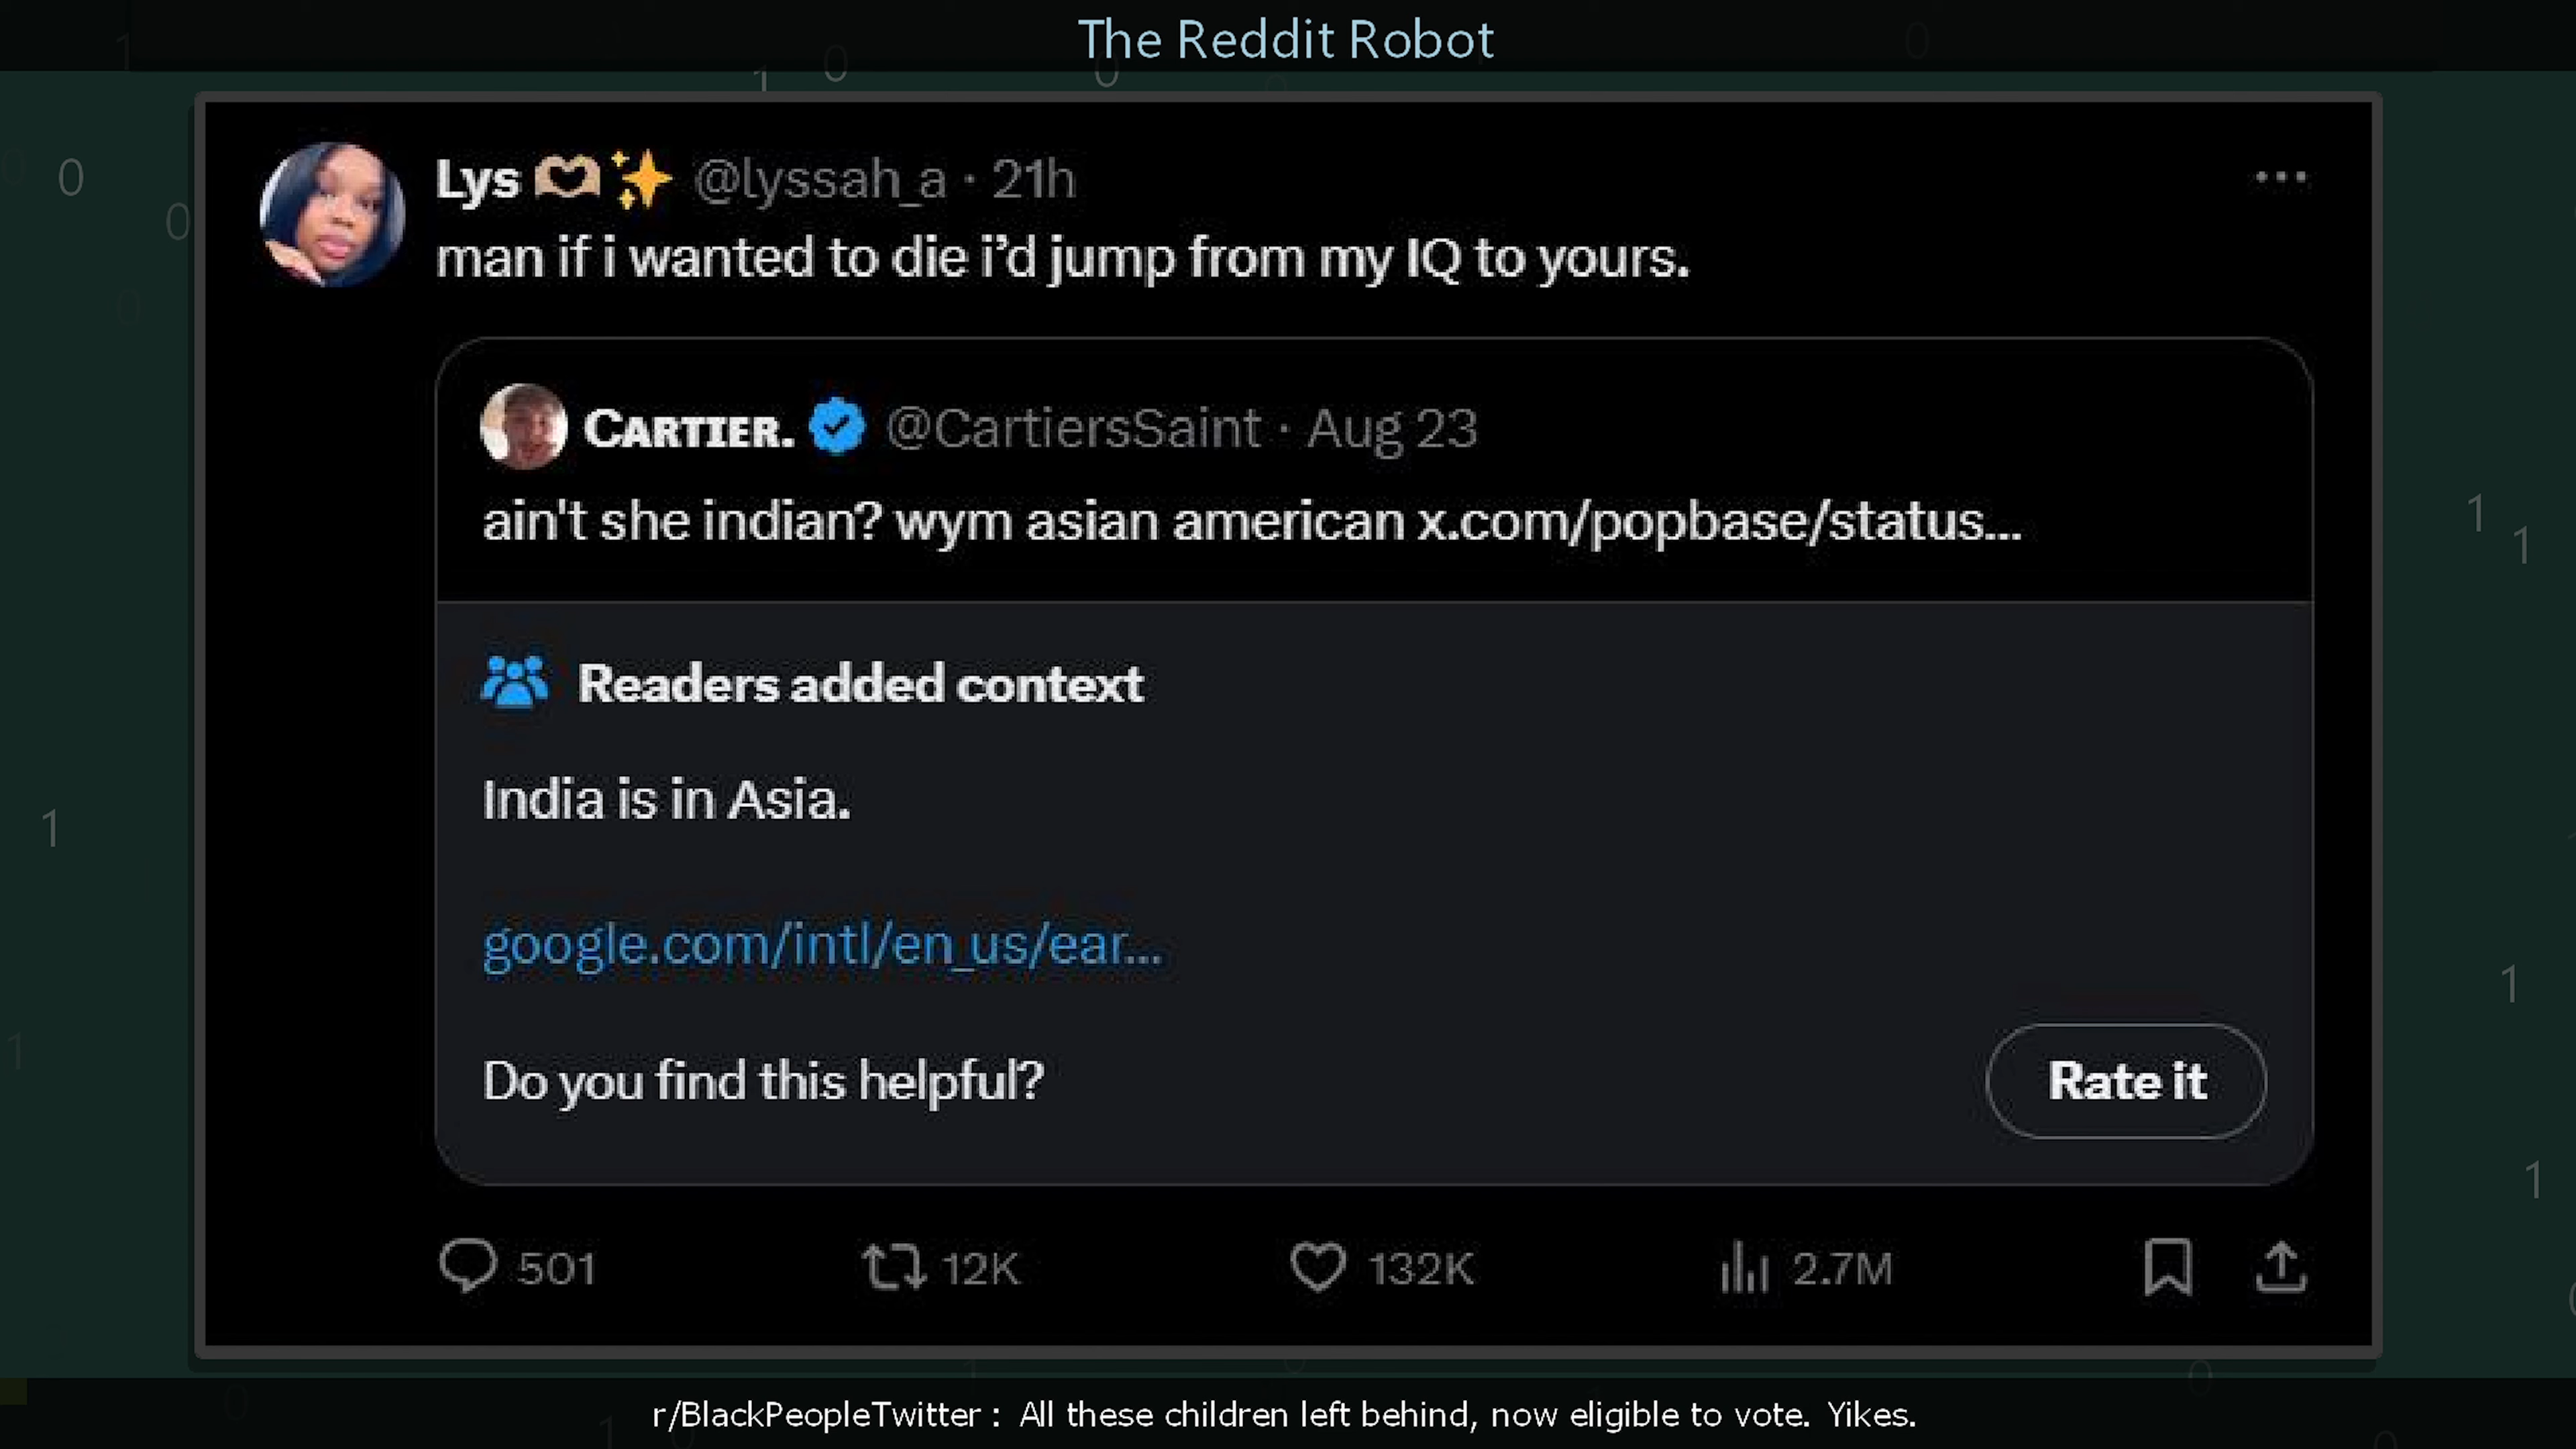 The Reddit Robot
Lys 🫶🏼✨ @lyssah_a · 21h
man if i wanted to die i’d jump from my IQ to yours.
CARTIER. @CartiersSaint · Aug 23
ain't she indian? wym asian american x.com/popbase/status...
Readers added context
India is in Asia.
google.com/intl/en_us/ear...
Do you find this helpful?
Rate it
501 12K 132K 2.7M
r/BlackPeopleTwitter : All these children left behind, now eligible to vote. Yikes.